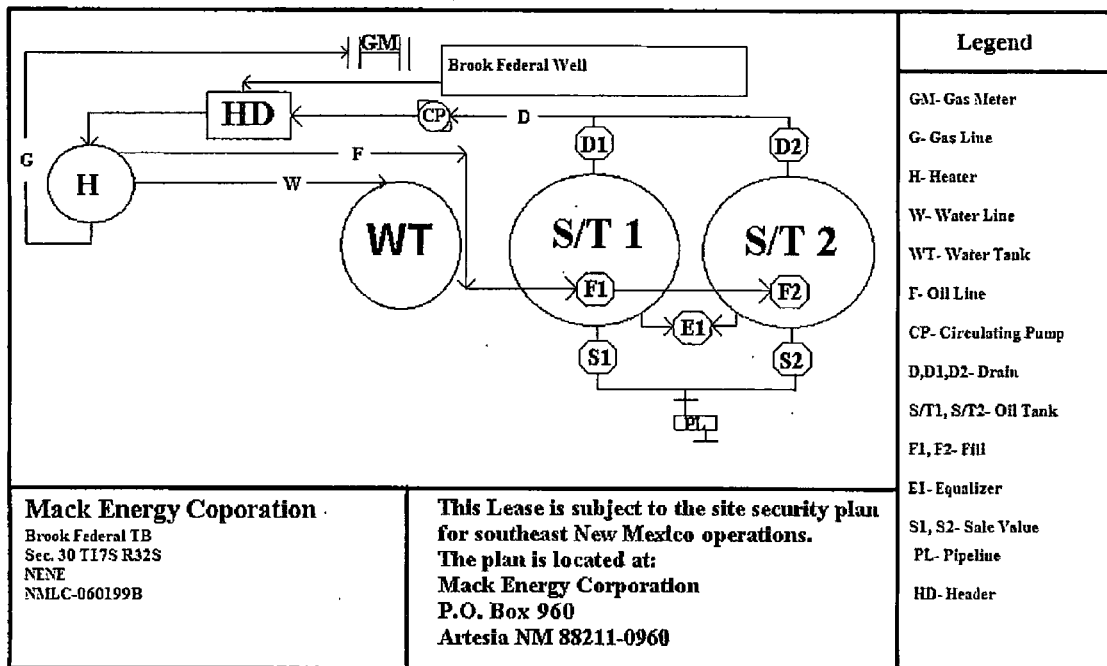 GM
Brook Federal Well
HD
CP
D
D1
D2
G
F
H
W
WT
S/T 1
S/T 2
F1
F2
E1
S1
S2
PL
Legend
GM- Gas Meter
G- Gas Line
H- Heater
W- Water Line
WT- Water Tank
F- Oil Line
CP- Circulating Pump
D,D1,D2- Drain
S/T1, S/T2- Oil Tank
F1, F2- Fill
E1- Equalizer
S1, S2- Sale Value
PL- Pipeline
HD- Header
Mack Energy Coporation
Brook Federal TB
Sec. 30 T17S R32S
NENE
NMLC-060199B
This Lease is subject to the site security plan
for southeast New Mexico operations.
The plan is located at:
Mack Energy Corporation
P.O. Box 960
Artesia NM 88211-0960